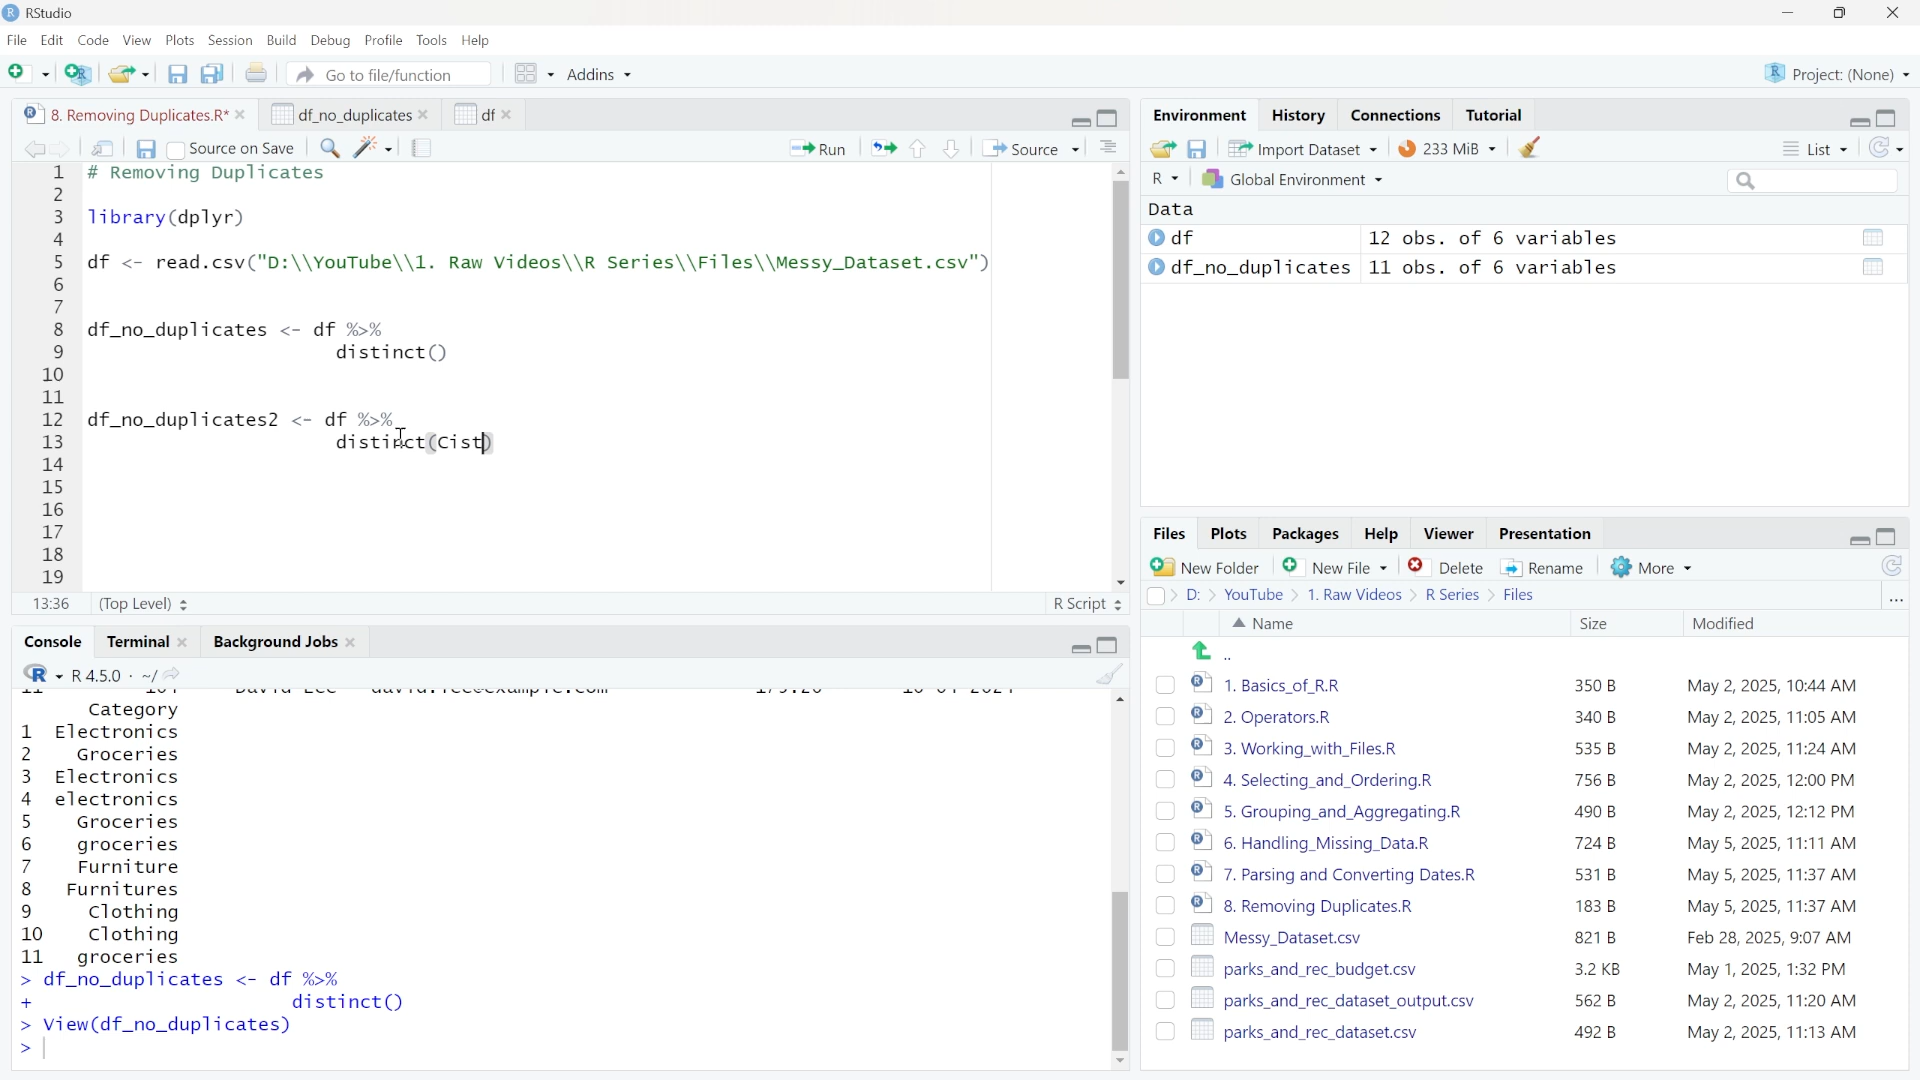 RStudio
File Edit Code View Plots Session Build Debug Profile Tools Help
Go to file/function Addins Project: (None)
8. Removing Duplicates.R* df_no_duplicates df
Source on Save Run Source
1 # Removing Duplicates
2
3 library(dplyr)
4
5 df <- read.csv("D:\\YouTube\\1. Raw Videos\\R Series\\Files\\Messy_Dataset.csv")
6
7
8 df_no_duplicates <- df %>%
9 distinct()
10
11
12 df_no_duplicates2 <- df %>%
13 distinct(Cist)
14
15
16
17
18
19
13:36 (Top Level) R Script
Console Terminal Background Jobs
R 4.5.0 · ~/
Category
1 Electronics
2 Groceries
3 Electronics
4 electronics
5 Groceries
6 groceries
7 Furniture
8 Furnitures
9 Clothing
10 Clothing
11 groceries
> df_no_duplicates <- df %>%
+ distinct()
> View(df_no_duplicates)
>
Environment History Connections Tutorial
Import Dataset 233 MiB List
R Global Environment
Data
df 12 obs. of 6 variables
df_no_duplicates 11 obs. of 6 variables
Files Plots Packages Help Viewer Presentation
New Folder New File Delete Rename More
D: YouTube 1. Raw Videos R Series Files ...
Name Size Modified
..
1. Basics_of_R.R 350 B May 2, 2025, 10:44 AM
2. Operators.R 340 B May 2, 2025, 11:05 AM
3. Working_with_Files.R 535 B May 2, 2025, 11:24 AM
4. Selecting_and_Ordering.R 756 B May 2, 2025, 12:00 PM
5. Grouping_and_Aggregating.R 490 B May 2, 2025, 12:12 PM
6. Handling_Missing_Data.R 724 B May 5, 2025, 11:11 AM
7. Parsing and Converting Dates.R 531 B May 5, 2025, 11:37 AM
8. Removing Duplicates.R 183 B May 5, 2025, 11:37 AM
Messy_Dataset.csv 821 B Feb 28, 2025, 9:07 AM
parks_and_rec_budget.csv 3.2 KB May 1, 2025, 1:32 PM
parks_and_rec_dataset_output.csv 562 B May 2, 2025, 11:20 AM
parks_and_rec_dataset.csv 492 B May 2, 2025, 11:13 AM